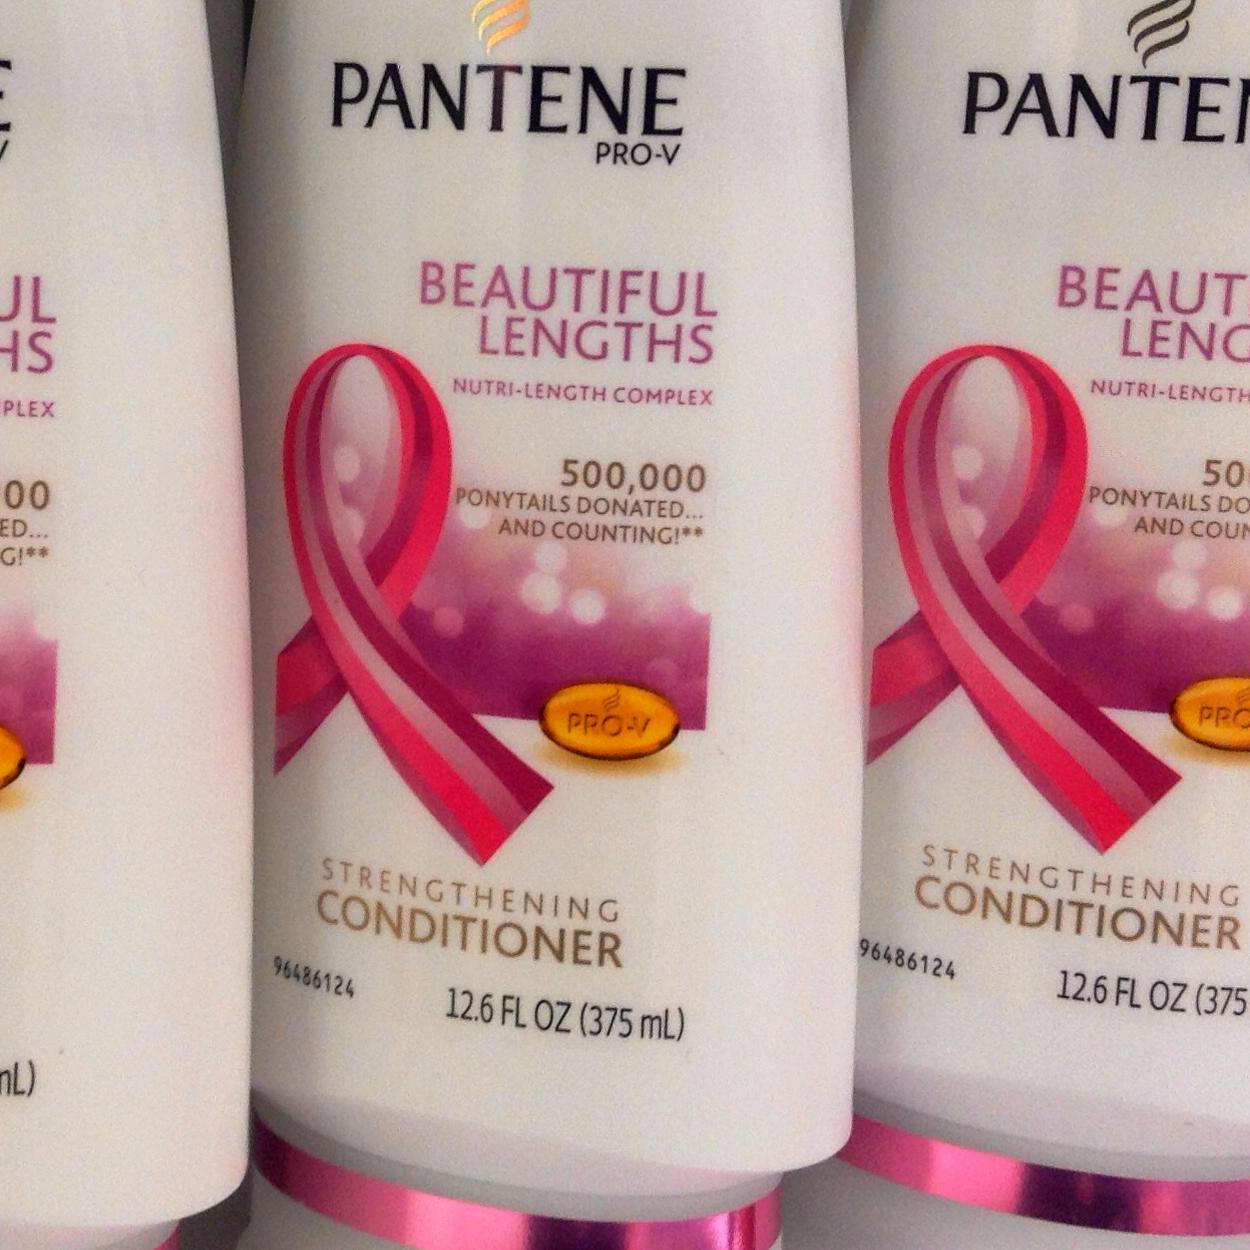 PANTENE
PRO-V
BEAUTIFUL
LENGTHS
NUTRI-LENGTH COMPLEX
500,000
PONYTAILS DONATED...
AND COUNTING!**
PRO-V
STRENGTHENING
CONDITIONER
96486124
12.6 FL OZ (375 mL)
E
V
UL
HS
PLEX
00
ED...
G!**
mL)
PANTEN
BEAUT
LENG
NUTRI-LENGTH
50
PONYTAILS DO
AND COUN
PRO
STRENGTHENING
CONDITIONER
96486124
12.6 FL OZ (375